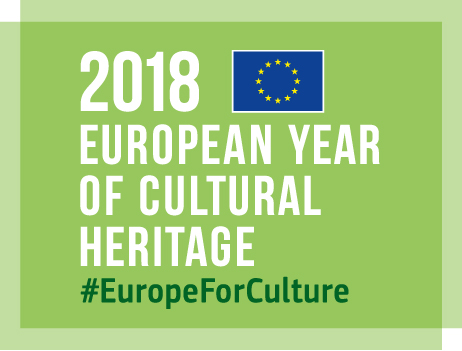 2018
EUROPEAN YEAR
OF CULTURAL
HERITAGE
#EuropeForCulture